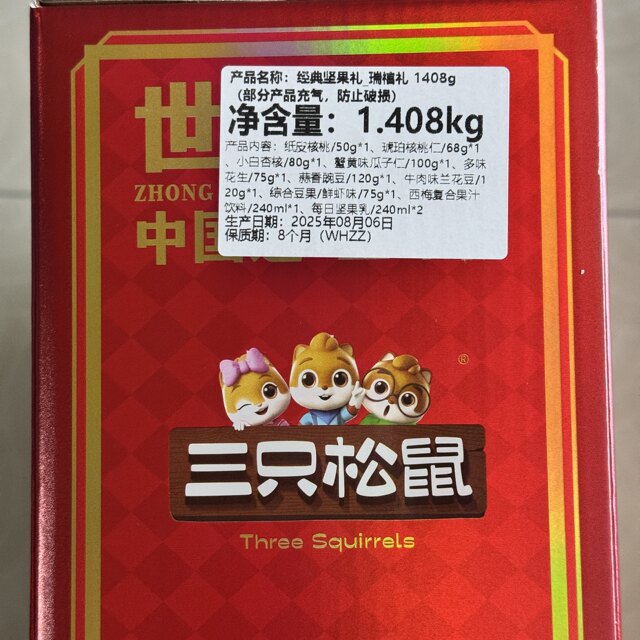 产品名称：经典坚果礼_瑞禧礼 1408g
（部分产品充气，防止破损）
净含量：1.408kg
产品内容：纸皮核桃/50g*1、琥珀核桃仁/68g*1
、小白杏核/80g*1、蟹黄味瓜子仁/100g*1、多味
花生/75g*1、蒜香豌豆/120g*1、牛肉味兰花豆/1
20g*1、综合豆果/鲜虾味/75g*1、西梅复合果汁
饮料/240ml*1、每日坚果乳/240ml*2
生产日期：2025年08月06日
保质期：8个月（WHZZ）
世
ZHONG
中国
®
三只松鼠
Three Squirrels